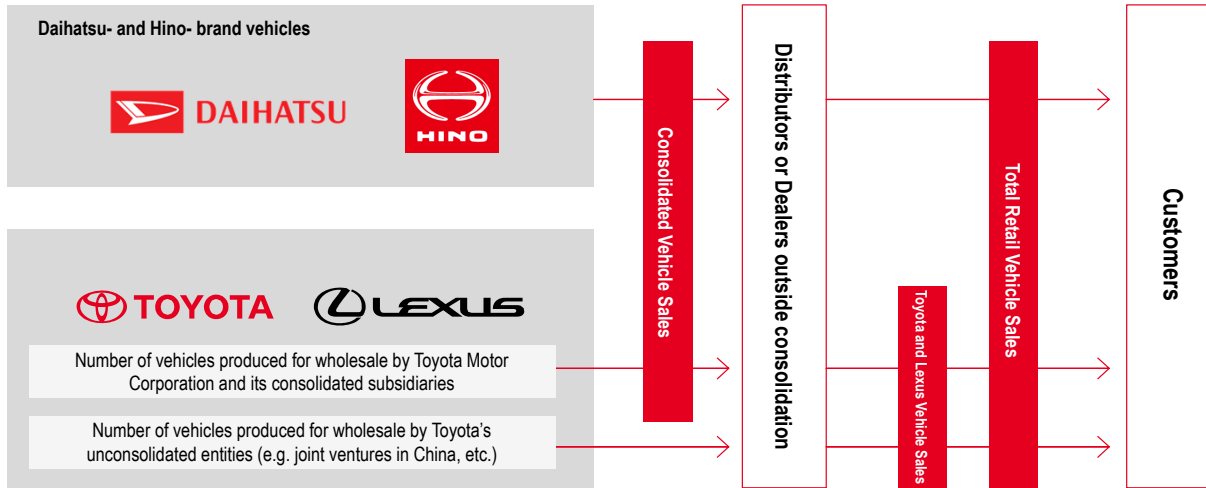 Daihatsu- and Hino- brand vehicles
DAIHATSU
HINO
TOYOTA
LEXUS
Number of vehicles produced for wholesale by Toyota Motor
Corporation and its consolidated subsidiaries
Number of vehicles produced for wholesale by Toyota’s
unconsolidated entities (e.g. joint ventures in China, etc.)
Consolidated Vehicle Sales
Distributors or Dealers outside consolidation
Toyota and Lexus Vehicle Sales
Total Retail Vehicle Sales
Customers